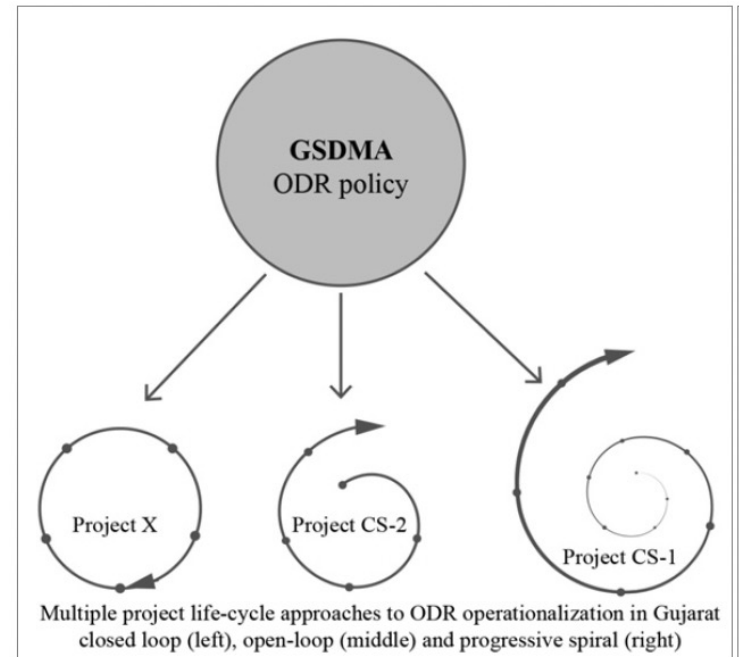 GSDMA
ODR policy
Project X
Project CS-2
Project CS-1
Multiple project life-cycle approaches to ODR operationalization in Gujarat
closed loop (left), open-loop (middle) and progressive spiral (right)